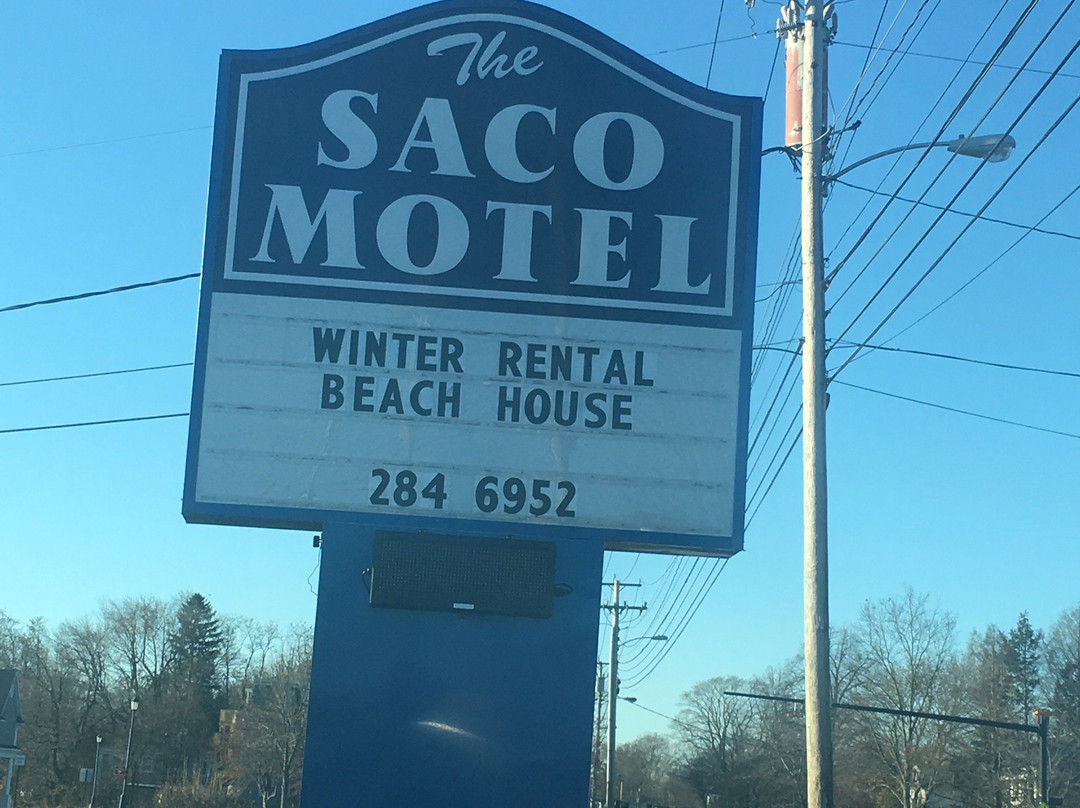 The
SACO
MOTEL
WINTER RENTAL
BEACH HOUSE
284 6952